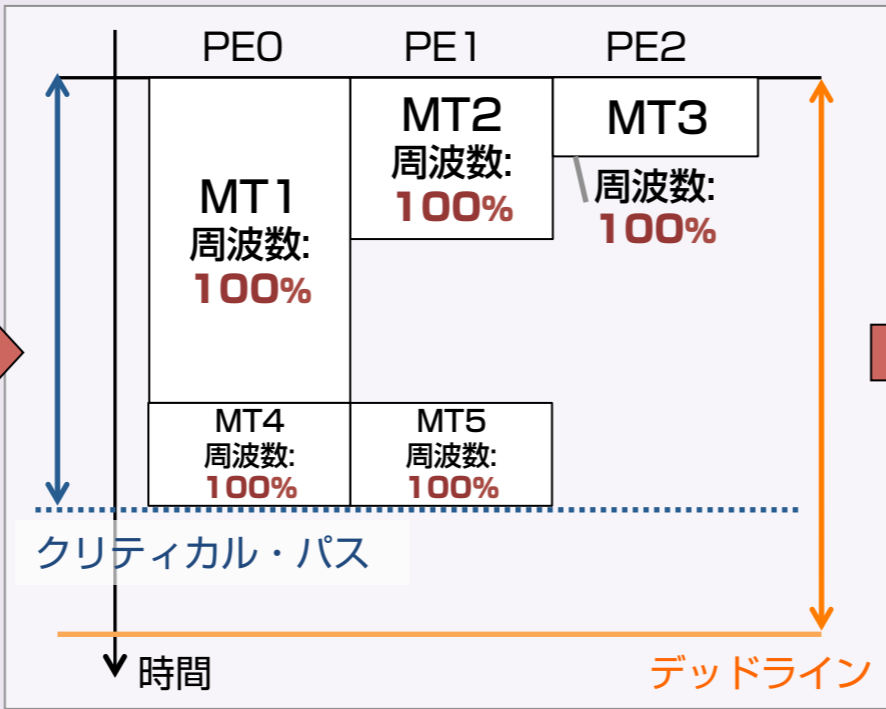 PE0
PE1
PE2
MT1
周波数:
100%
MT2
周波数:
100%
MT3
周波数:
100%
MT4
周波数:
100%
MT5
周波数:
100%
クリティカル・パス
時間
デッドライン